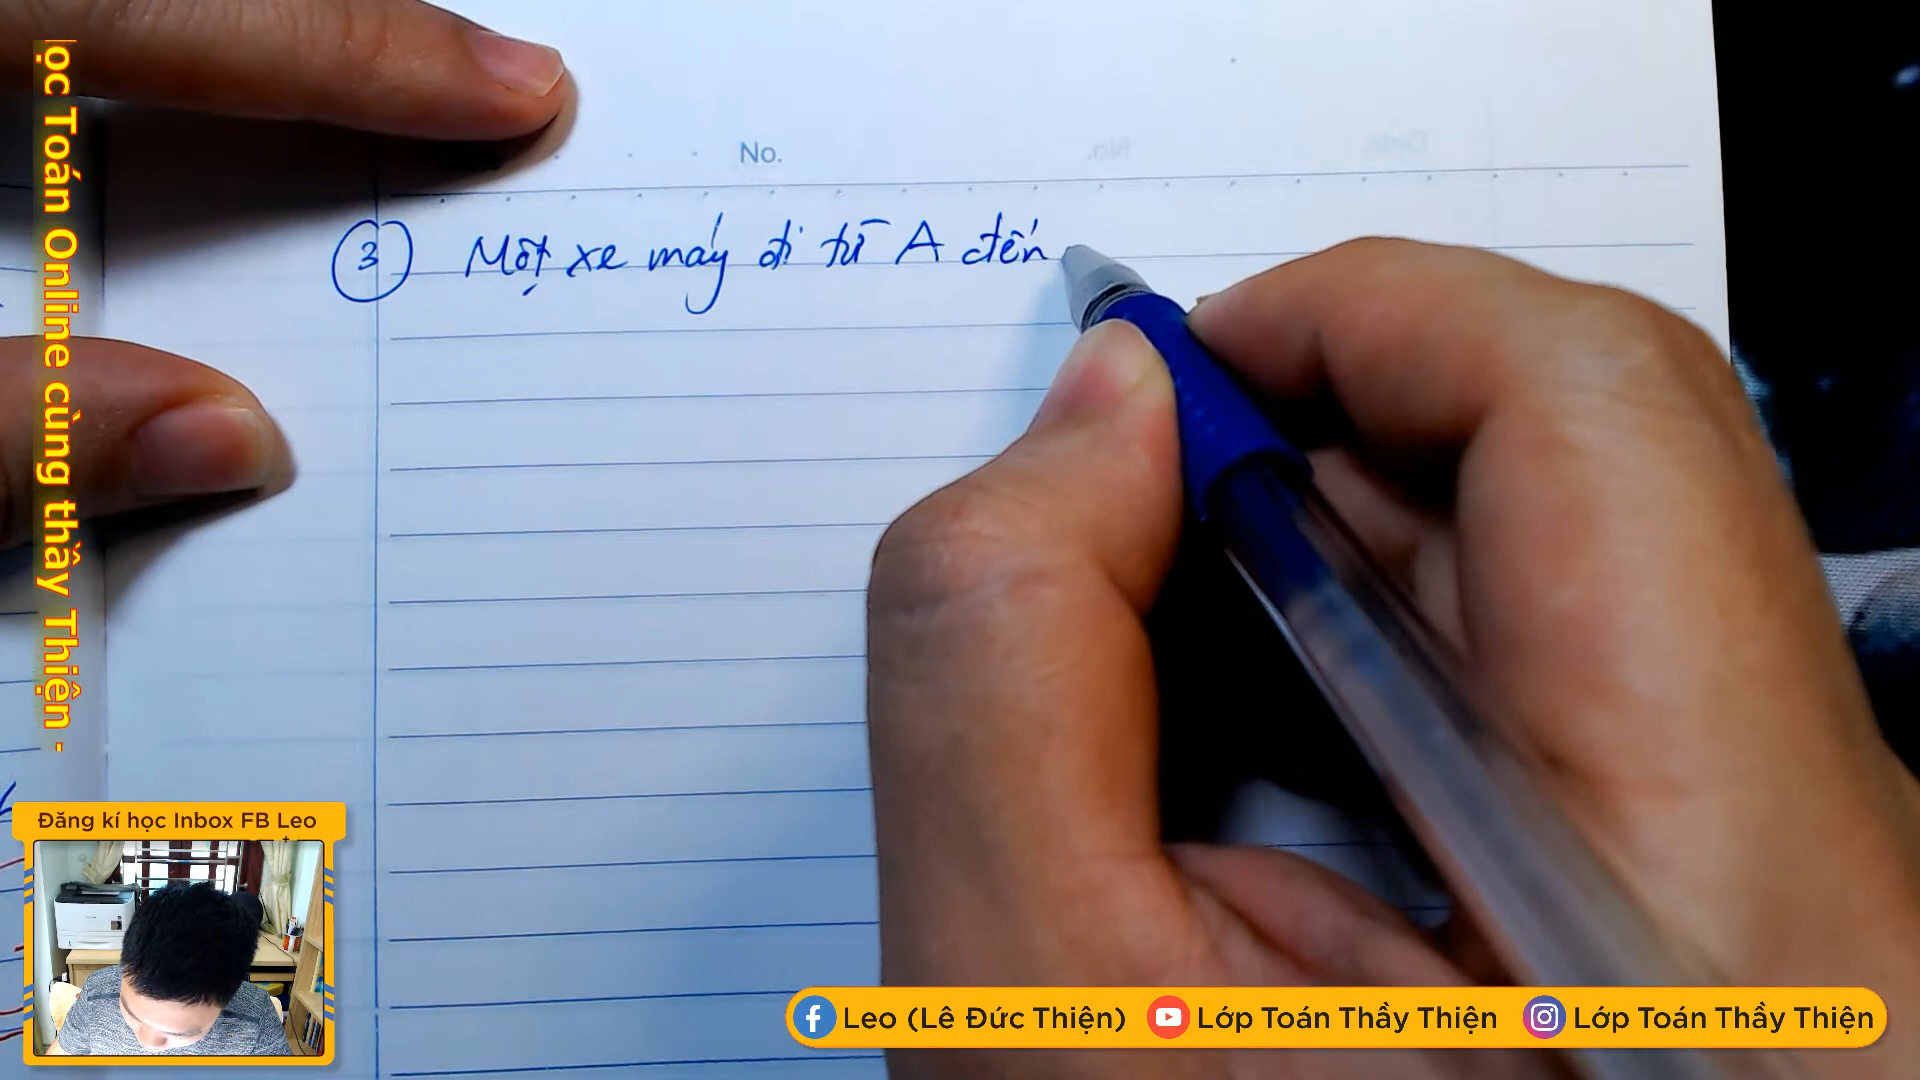 ọc Toán Online cùng thầy Thiện -
No.
3 Một xe máy đi từ A đến
Đăng kí học Inbox FB Leo
Leo (Lê Đức Thiện) Lớp Toán Thầy Thiện Lớp Toán Thầy Thiện